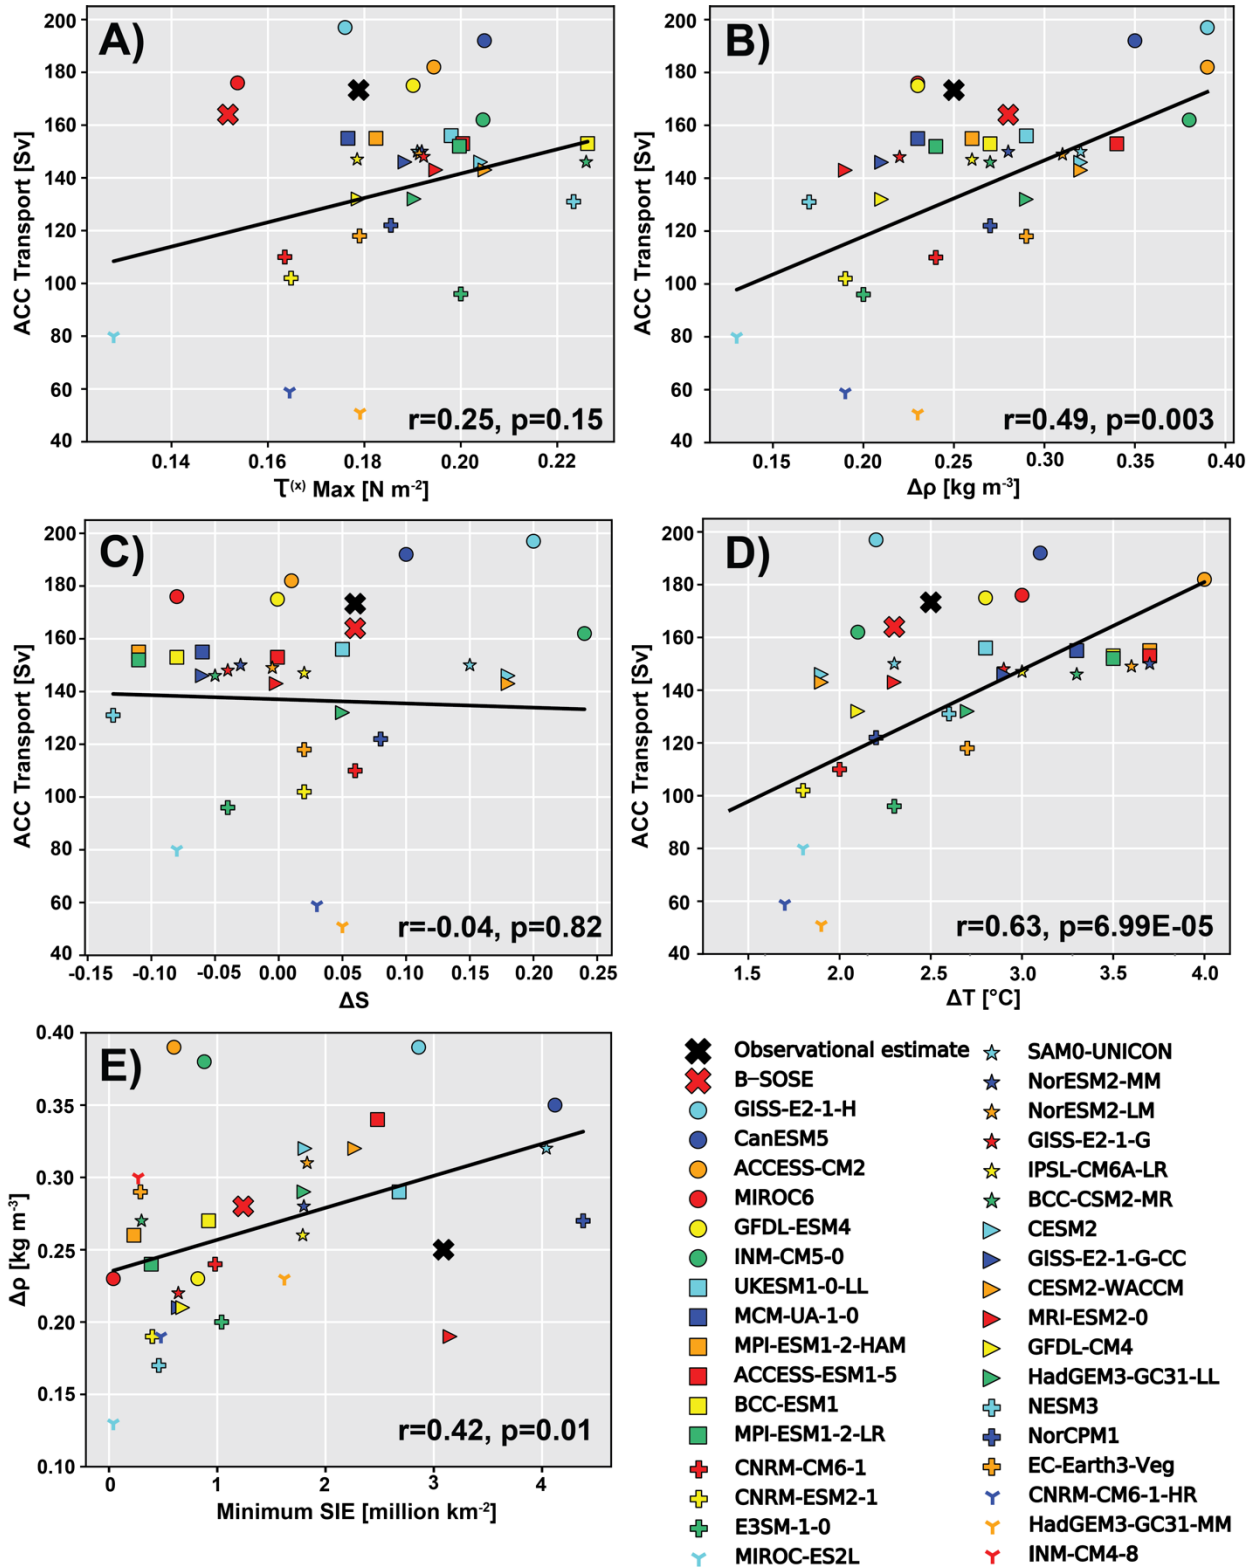 A)
ACC Transport [Sv]
200
180
160
140
120
100
80
60
40
r=0.25, p=0.15
0.14 0.16 0.18 0.20 0.22
τ(x) Max [N m-2]
B)
ACC Transport [Sv]
200
180
160
140
120
100
80
60
40
r=0.49, p=0.003
0.15 0.20 0.25 0.30 0.35 0.40
Δρ [kg m-3]
C)
ACC Transport [Sv]
200
180
160
140
120
100
80
60
40
r=-0.04, p=0.82
-0.15 -0.10 -0.05 0.00 0.05 0.10 0.15 0.20 0.25
ΔS
D)
ACC Transport [Sv]
200
180
160
140
120
100
80
60
40
r=0.63, p=6.99E-05
1.5 2.0 2.5 3.0 3.5 4.0
ΔT [°C]
E)
Δρ [kg m-3]
0.40
0.35
0.30
0.25
0.20
0.15
0.10
r=0.42, p=0.01
0 1 2 3 4
Minimum SIE [million km-2]
Observational estimate
B-SOSE
GISS-E2-1-H
CanESM5
ACCESS-CM2
MIROC6
GFDL-ESM4
INM-CM5-0
UKESM1-0-LL
MCM-UA-1-0
MPI-ESM1-2-HAM
ACCESS-ESM1-5
BCC-ESM1
MPI-ESM1-2-LR
CNRM-CM6-1
CNRM-ESM2-1
E3SM-1-0
MIROC-ES2L
SAM0-UNICON
NorESM2-MM
NorESM2-LM
GISS-E2-1-G
IPSL-CM6A-LR
BCC-CSM2-MR
CESM2
GISS-E2-1-G-CC
CESM2-WACCM
MRI-ESM2-0
GFDL-CM4
HadGEM3-GC31-LL
NESM3
NorCPM1
EC-Earth3-Veg
CNRM-CM6-1-HR
HadGEM3-GC31-MM
INM-CM4-8